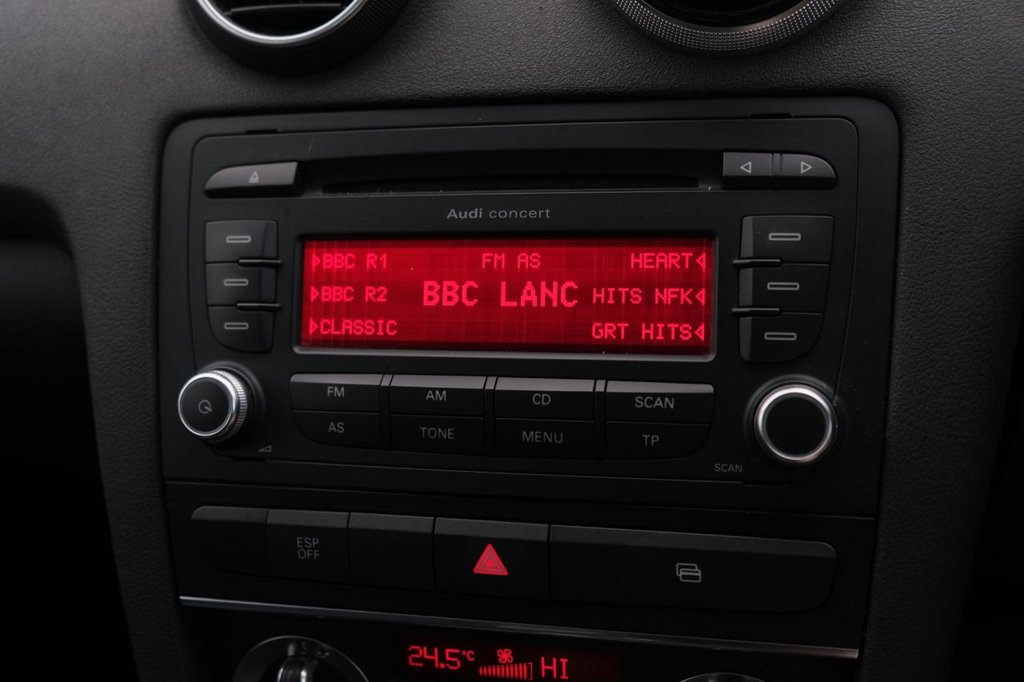 Audi concert
BBC R1 FM AS HEART
BBC R2 BBC LANC HITS NFK
CLASSIC GRT HITS
FM AM CD SCAN
AS TONE MENU TP
SCAN
ESP
OFF
24.5°C HI